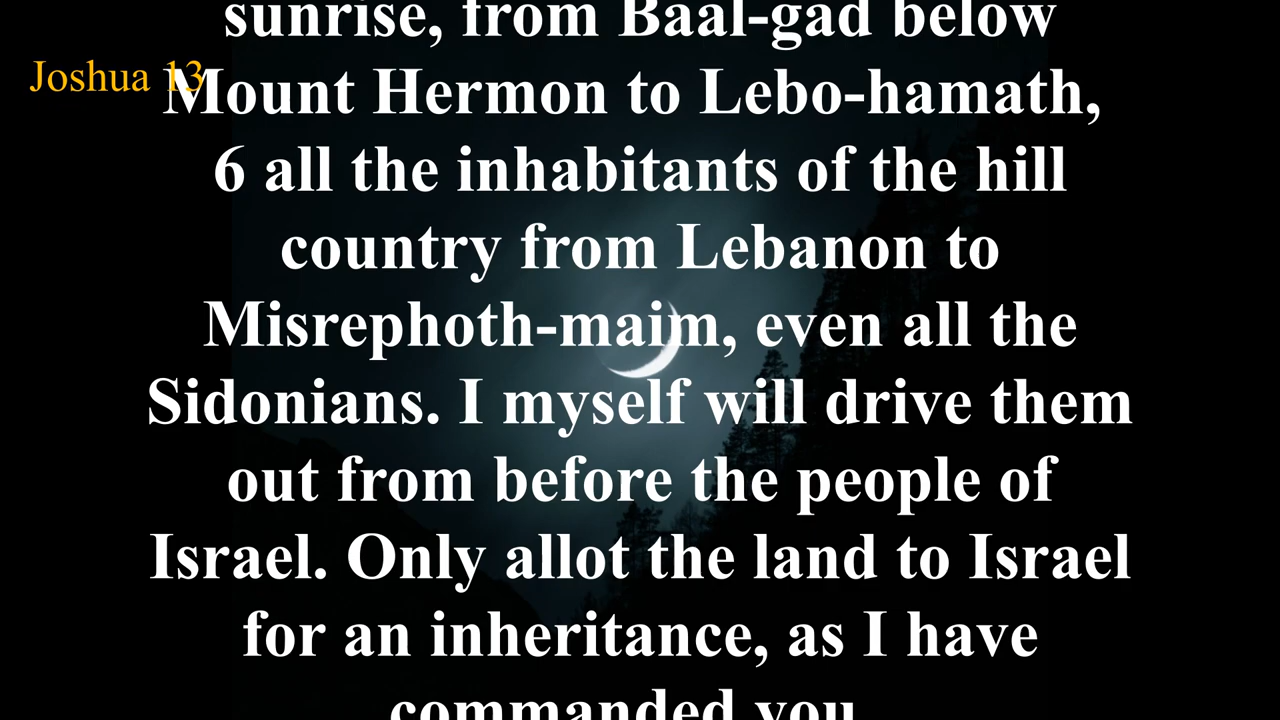 sunrise, from Baal-gad below
Joshua 13
Mount Hermon to Lebo-hamath,
6 all the inhabitants of the hill
country from Lebanon to
Misrephoth-maim, even all the
Sidonians. I myself will drive them
out from before the people of
Israel. Only allot the land to Israel
for an inheritance, as I have
commanded you